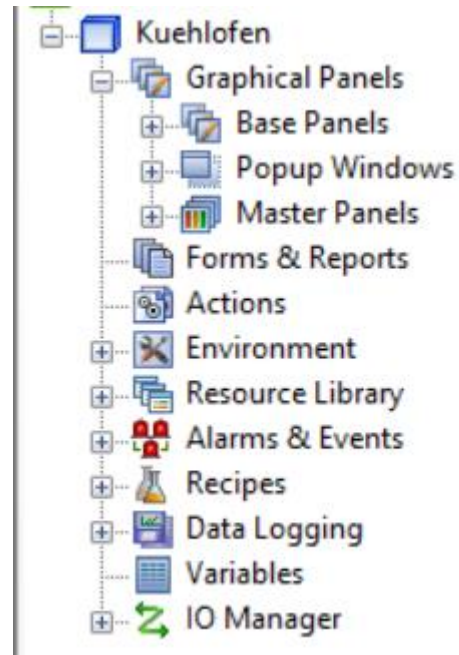 Kuehlofen
Graphical Panels
Base Panels
Popup Windows
Master Panels
Forms & Reports
Actions
Environment
Resource Library
Alarms & Events
Recipes
Data Logging
Variables
IO Manager